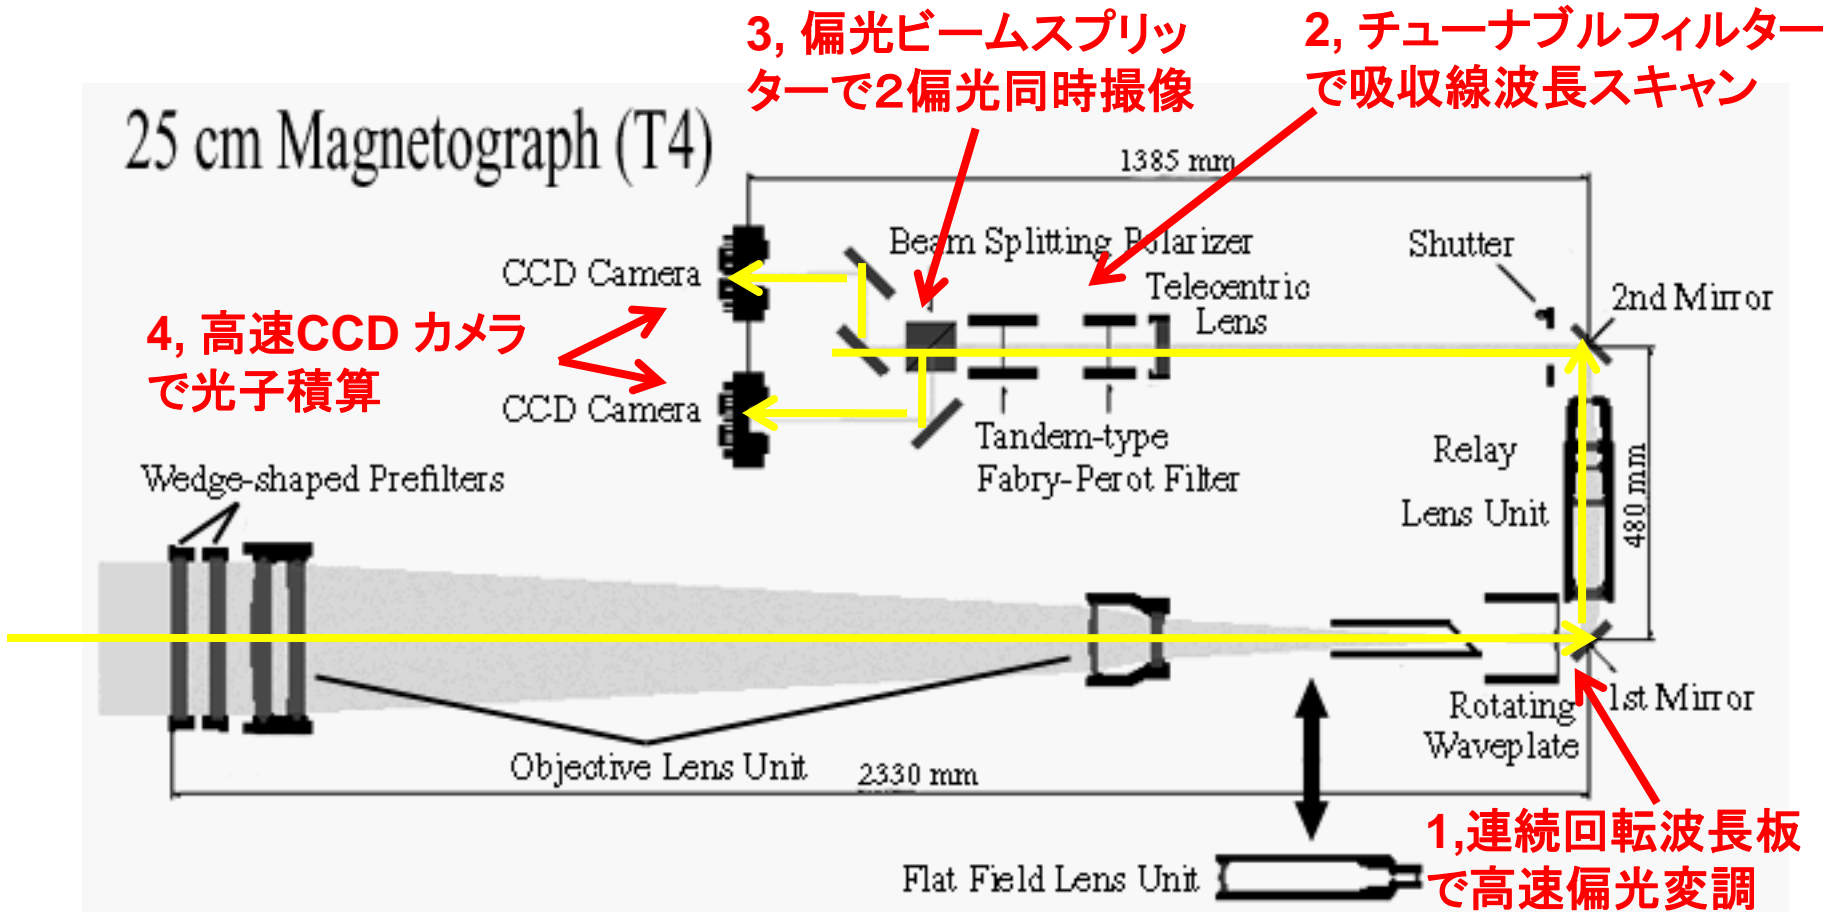 3, 偏光ビームスプリッ
ターで２偏光同時撮像
2, チューナブルフィルター
で吸収線波長スキャン
25 cm Magnetograph (T4)
1385 mm
Beam Splitting Polarizer
Shutter
CCD Camera
Telecentric
Lens
2nd Mirror
4, 高速CCD カメラ
で光子積算
CCD Camera
Tandem-type
Fabry-Perot Filter
Relay
Lens Unit
480 mm
Wedge-shaped Prefilters
Rotating
Waveplate
1st Mirror
Objective Lens Unit
2330 mm
1,連続回転波長板
で高速偏光変調
Flat Field Lens Unit